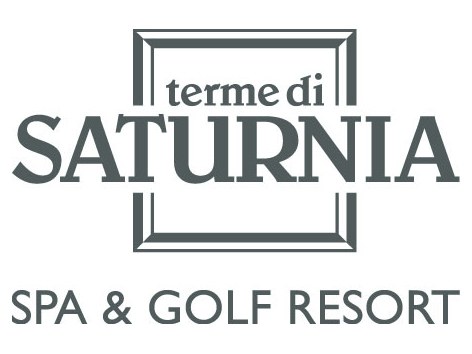 terme di
SATURNIA
SPA & GOLF RESORT